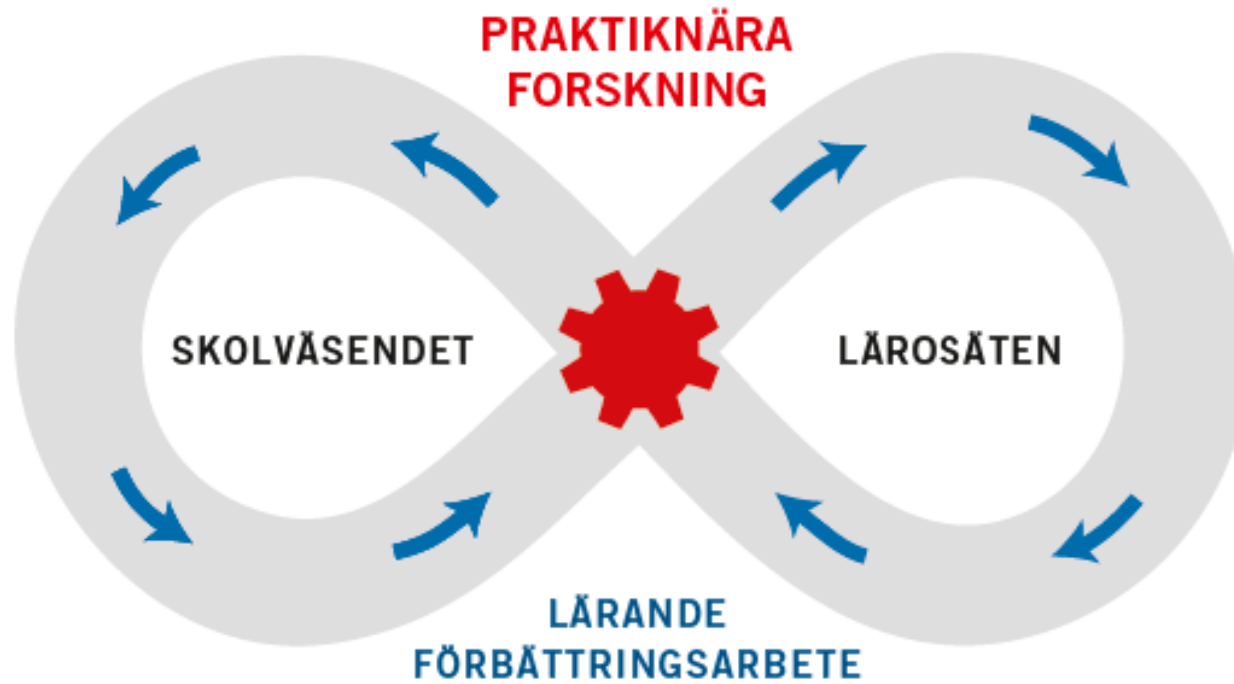 PRAKTIKNÄRA
FORSKNING
SKOLVÄSENDET
LÄROSÄTEN
LÄRANDE
FÖRBÄTTRINGSARBETE